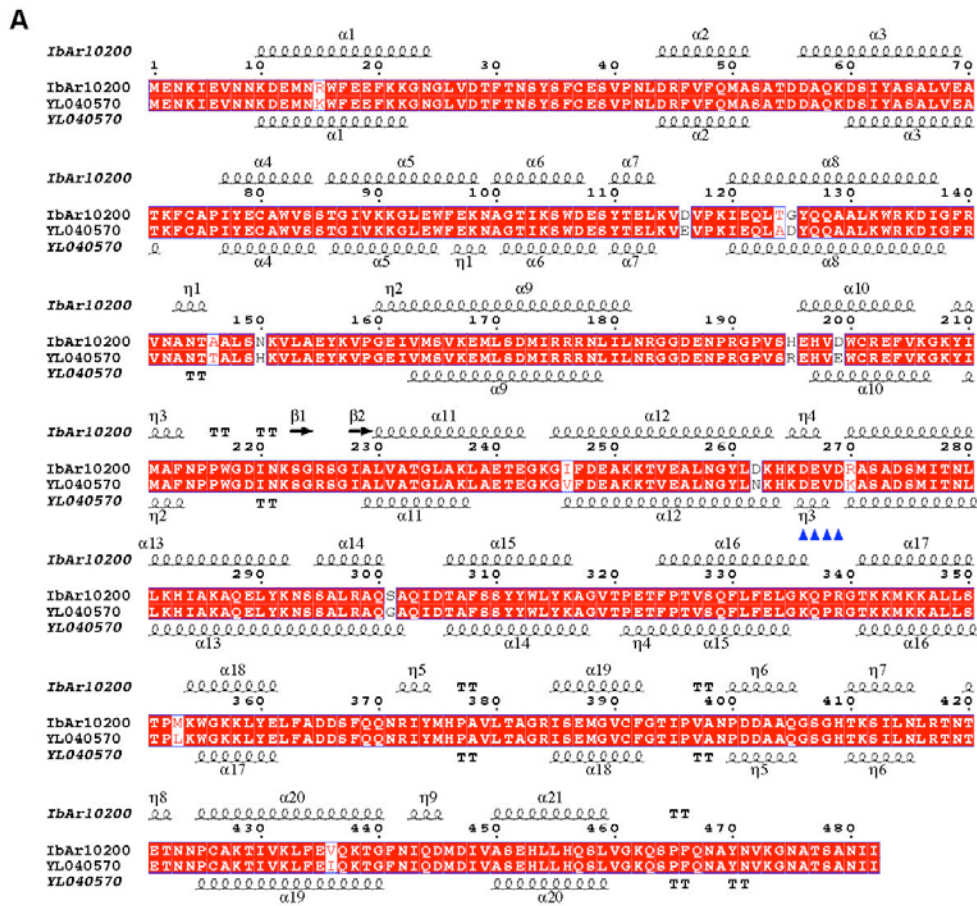 A
α1 α2 α3
IbAr10200
1 10 20 30 40 50 60 70
IbAr10200 MENKIEVNNKDEMNRWFEEFKKGNGLVDTFTNSYSFCESVPNLDRFVFQMASATDDAQKDSIYASALVEA
YL040570 MENKIEVNNKDEMNKWFEEFKKGNGLVDTFTNSYSFCESVPNLDRFVFQMASATDDAQKDSIYASALVEA
YL040570
α1 α2 α3
α4 α5 α6 α7 α8
IbAr10200
80 90 100 110 120 130 140
IbAr10200 TKFCAPIYECAWVSSTGIVKKGLEWFEKNAGTIKSWDESYTELKVDVPKIEQLTGYQQAALKWRKDIGFR
YL040570 TKFCAPIYECAWVSSTGIVKKGLEWFEKNAGTIKSWDESYTELKVEVPKIEQLADYQQAALKWRKDIGFR
YL040570
α4 α5 η1 α6 α7 α8
η1 η2 α9 α10
IbAr10200
150 160 170 180 190 200 210
IbAr10200 VNANTAALSNKVLAEYKVPGEIVMSVKEMLSDMIRRRNLILNRGGDENPRGPVSHEHVDWCREFVKGKYI
YL040570 VNANTTALSHKVLAEYKVPGEIVMSVKEMLSDMIRRRNLILNRGGDENPRGPVSREHVEWCREFVKGKYI
YL040570 TT
α9 α10
η3 β1 β2 α11 α12 η4
IbAr10200 TT TT
220 230 240 250 260 270 280
IbAr10200 MAFNPPWGDINKSGRSGIALVATGLAKLAETEGKGIFDEAKKTVEALNGYLDKHKDEVDRASADSMITNL
YL040570 MAFNPPWGDINKSGRSGIALVATGLAKLAETEGKGVFDEAKKTVEALNGYLNKHKDEVDKASADSMITNL
YL040570 TT
η2 α11 α12 η3
α13 α14 α15 α16 α17
IbAr10200
290 300 310 320 330 340 350
IbAr10200 LKHIAKAQELYKNSSALRAQSAQIDTAFSSYYWLYKAGVTPETFPTVSQFLFELGKQPRGTKKMKKALLS
YL040570 LKHIAKAQELYKNSSALRAQGAQIDTAFSSYYWLYKAGVTPETFPTVSQFLFELGKQPRGTKKMKKALLS
YL040570
α13 α14 η4 α15 α16
α18 η5 α19 η6 η7
IbAr10200 TT TT
360 370 380 390 400 410 420
IbAr10200 TPMKWGKKLYELFADDSFQQNRIYMHPAVLTAGRISEMGVCFGTIPVANPDDAAQGSGHTKSILNLRTNT
YL040570 TPLKWGKKLYELFADDSFQQNRIYMHPAVLTAGRISEMGVCFGTIPVANPDDAAQGSGHTKSILNLRTNT
YL040570 TT TT
α17 α18 η5 η6
η8 α20 η9 α21
IbAr10200 TT
430 440 450 460 470 480
IbAr10200 ETNNPCAKTIVKLFEVQKTGFNIQDMDIVASEHLLHQSLVGKQSPFQNAYNVKGNATSANII
YL040570 ETNNPCAKTIVKLFEIQKTGFNIQDMDIVASEHLLHQSLVGKQSPFQNAYNVKGNATSANII
YL040570 TT TT
α19 α20